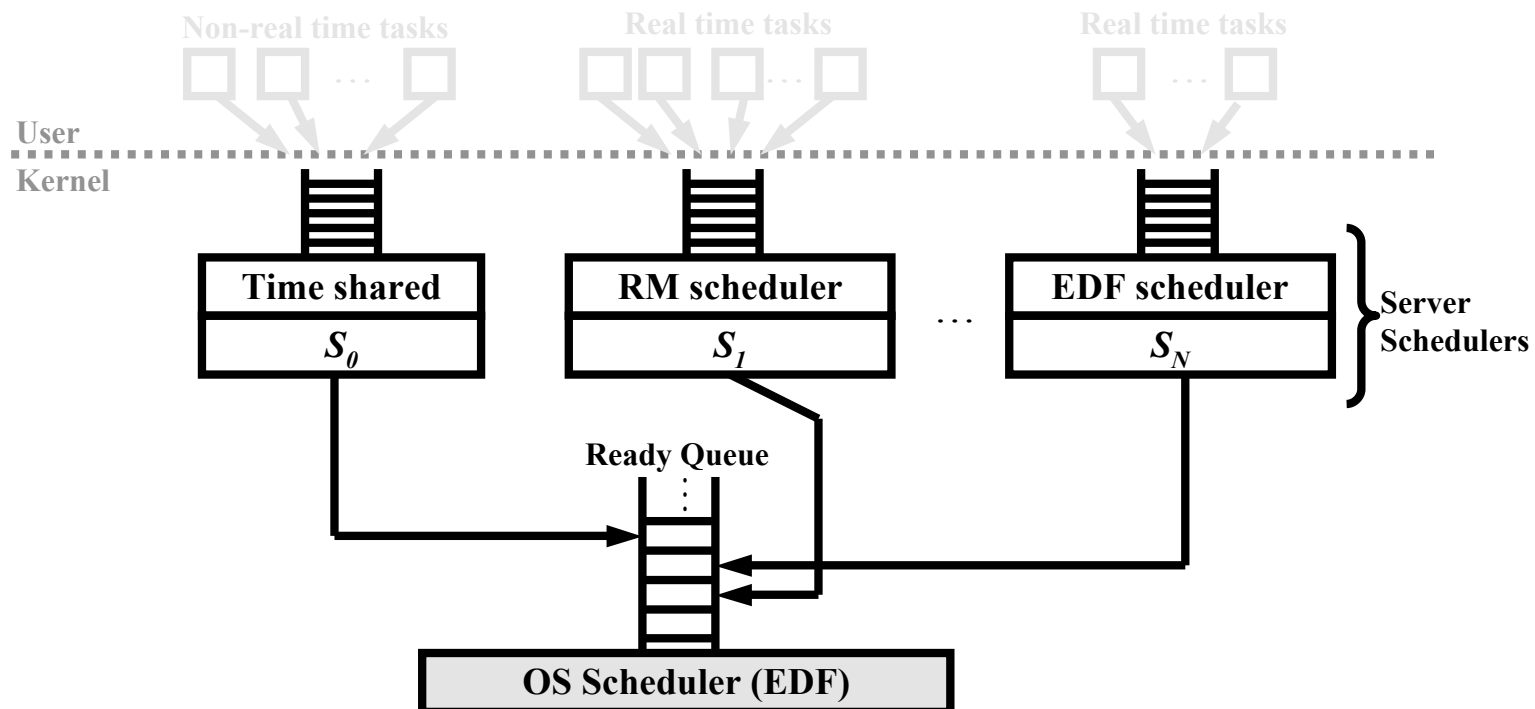 Non-real time tasks
Real time tasks
Real time tasks
...
...
...
User
Kernel
Time shared
RM scheduler
EDF scheduler
S0
S1
...
SN
Server
Schedulers
Ready Queue
OS Scheduler (EDF)